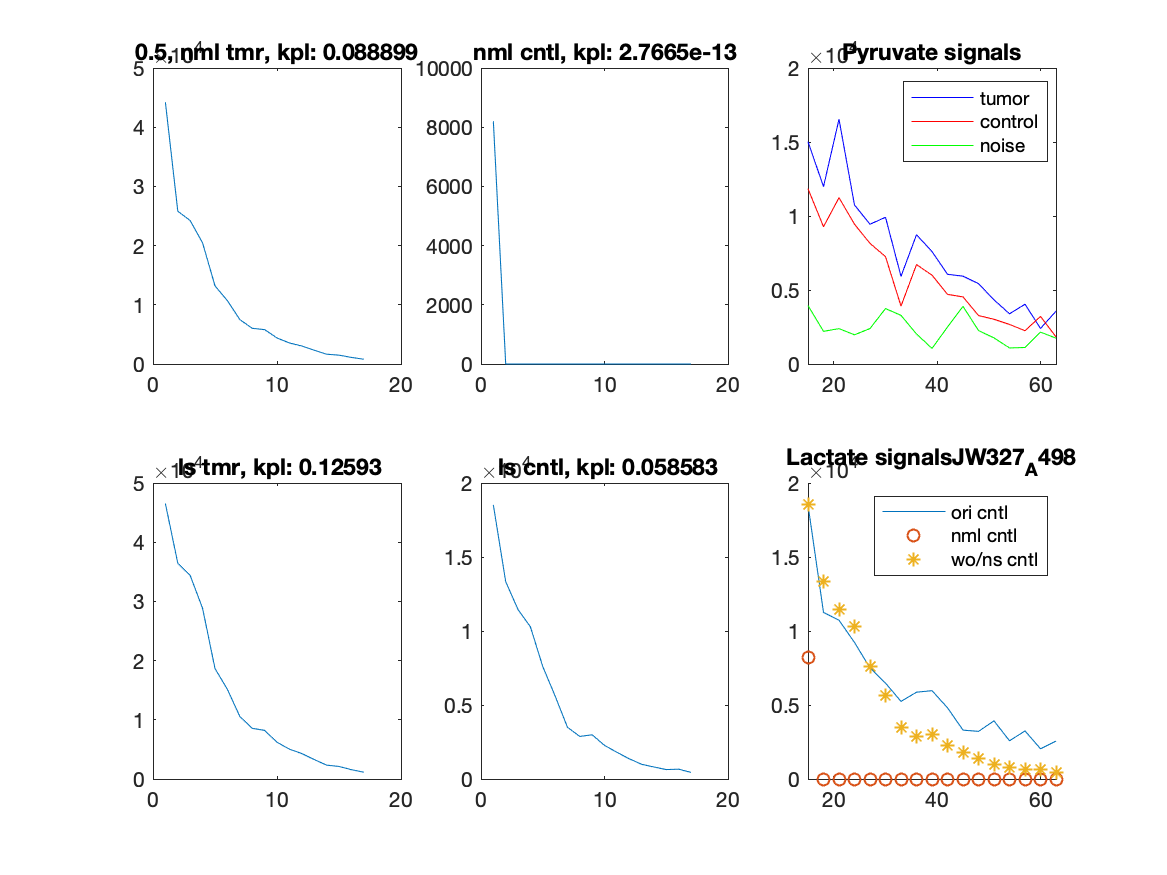 0.5, nml tmr, kpl: 0.088899
×10^4
5
4
3
2
1
0
0 10 20
nml cntl, kpl: 2.7665e-13
10000
8000
6000
4000
2000
0
0 10 20
Pyruvate signals
×10^4
2
1.5
1
0.5
0
20 40 60
tumor
control
noise
ls tmr, kpl: 0.12593
×10^4
5
4
3
2
1
0
0 10 20
ls cntl, kpl: 0.058583
×10^4
2
1.5
1
0.5
0
0 10 20
Lactate signalsJW327_A498
×10^4
2
1.5
1
0.5
0
20 40 60
ori cntl
nml cntl
wo/ns cntl